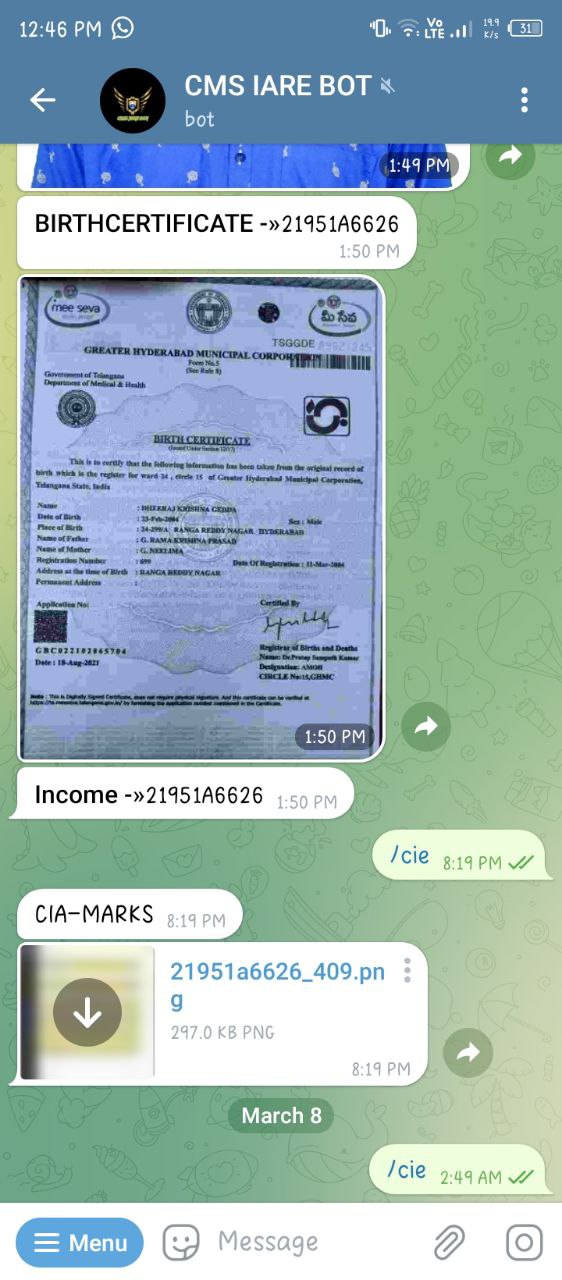 12:46 PM
Vo LTE
19.9 K/s
31
CMS IARE BOT
bot
1:49 PM
BIRTHCERTIFICATE -»21951A6626
1:50 PM
mee seva
మీ సేవ
TSGGDE
GREATER HYDERABAD MUNICIPAL CORPORATION
Form No.5
(See Rule 8)
Government of Telangana
Department of Medical & Health
BIRTH CERTIFICATE
(Issued Under Section 12/17)
This is to certify that the following information has been taken from the original record of
birth which is the register for ward 24 , circle 15 of Greater Hyderabad Municipal Corporation,
Telangana State, India
Name : DHEERAJ KRISHNA GEDDA
Date of Birth : 23-Feb-2004 Sex : Male
Place of Birth : 24-299/A RANGA REDDY NAGAR HYDERABAD
Name of Father : G. RAMA KRISHNA PRASAD
Name of Mother : G. NEELIMA
Registration Number : 699 Date Of Registration : 11-Mar-2004
Address at the time of Birth : RANGA REDDY NAGAR
Permanent Address :
Application No: Certified By
GBC022102865704
Date : 18-Aug-2021
Registrar of Births and Deaths
Name: Dr.Pratap Sampath Kumar
Designation: AMOH
CIRCLE No:15,GHMC
Note : This is Digitally Signed Certificate, does not require physical signature. And this certificate can be verified at
by furnishing the application number mentioned in the Certificate.
1:50 PM
Income -»21951A6626 1:50 PM
/cie 8:19 PM
CIA-MARKS 8:19 PM
21951a6626_409.pn
g
297.0 KB PNG
8:19 PM
March 8
/cie 2:49 AM
Menu
Message